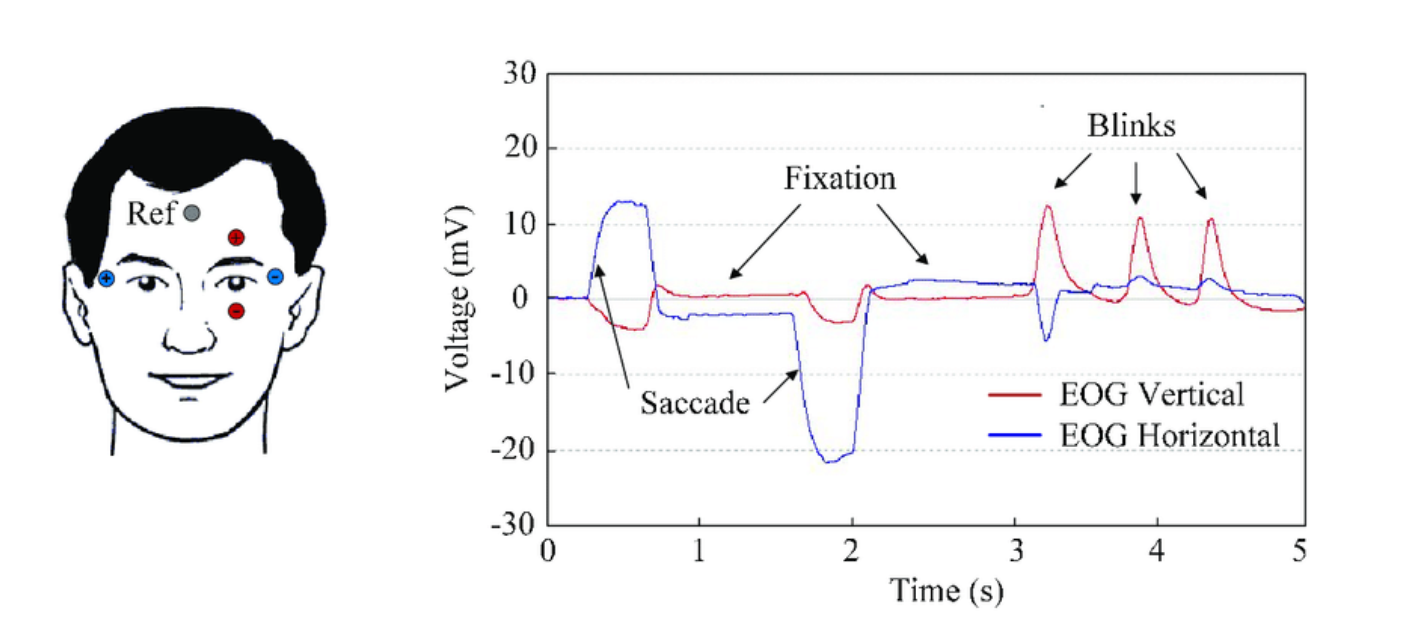 Ref
+
+
-
-
Voltage (mV)
30
20
10
0
-10
-20
-30
Blinks
Fixation
Saccade
EOG Vertical
EOG Horizontal
0 1 2 3 4 5
Time (s)